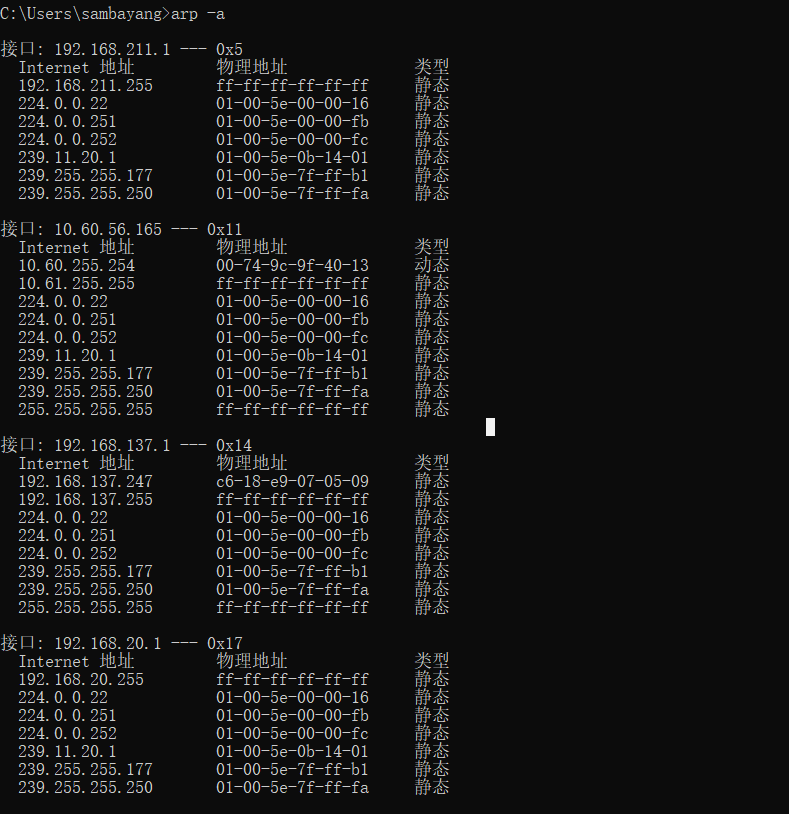 C:\Users\sambayang>arp -a
接口: 192.168.211.1 --- 0x5
Internet 地址 物理地址 类型
192.168.211.255 ff-ff-ff-ff-ff-ff 静态
224.0.0.22 01-00-5e-00-00-16 静态
224.0.0.251 01-00-5e-00-00-fb 静态
224.0.0.252 01-00-5e-00-00-fc 静态
239.11.20.1 01-00-5e-0b-14-01 静态
239.255.255.177 01-00-5e-7f-ff-b1 静态
239.255.255.250 01-00-5e-7f-ff-fa 静态
接口: 10.60.56.165 --- 0x11
Internet 地址 物理地址 类型
10.60.255.254 00-74-9c-9f-40-13 动态
10.61.255.255 ff-ff-ff-ff-ff-ff 静态
224.0.0.22 01-00-5e-00-00-16 静态
224.0.0.251 01-00-5e-00-00-fb 静态
224.0.0.252 01-00-5e-00-00-fc 静态
239.11.20.1 01-00-5e-0b-14-01 静态
239.255.255.177 01-00-5e-7f-ff-b1 静态
239.255.255.250 01-00-5e-7f-ff-fa 静态
255.255.255.255 ff-ff-ff-ff-ff-ff 静态
接口: 192.168.137.1 --- 0x14
Internet 地址 物理地址 类型
192.168.137.247 c6-18-e9-07-05-09 静态
192.168.137.255 ff-ff-ff-ff-ff-ff 静态
224.0.0.22 01-00-5e-00-00-16 静态
224.0.0.251 01-00-5e-00-00-fb 静态
224.0.0.252 01-00-5e-00-00-fc 静态
239.255.255.177 01-00-5e-7f-ff-b1 静态
239.255.255.250 01-00-5e-7f-ff-fa 静态
255.255.255.255 ff-ff-ff-ff-ff-ff 静态
接口: 192.168.20.1 --- 0x17
Internet 地址 物理地址 类型
192.168.20.255 ff-ff-ff-ff-ff-ff 静态
224.0.0.22 01-00-5e-00-00-16 静态
224.0.0.251 01-00-5e-00-00-fb 静态
224.0.0.252 01-00-5e-00-00-fc 静态
239.11.20.1 01-00-5e-0b-14-01 静态
239.255.255.177 01-00-5e-7f-ff-b1 静态
239.255.255.250 01-00-5e-7f-ff-fa 静态